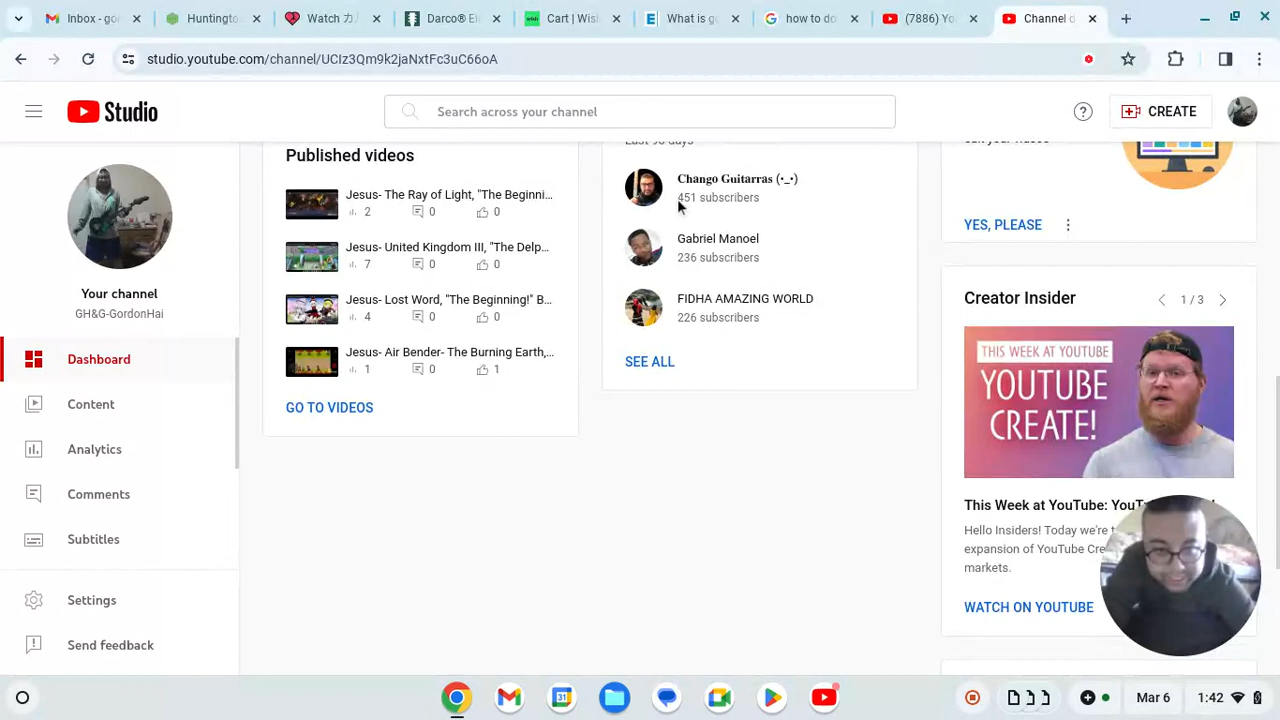 Inbox - g
Huntingto
Watch 力
Darco® El
Cart | Wis
What is g
how to do
(7886) Yo
Channel d
studio.youtube.com/channel/UCIz3Qm9k2jaNxtFc3uC66oA
Studio
Search across your channel
CREATE
Your channel
GH&G-GordonHai
Dashboard
Content
Analytics
Comments
Subtitles
Settings
Send feedback
Published videos
Jesus- The Ray of Light, "The Beginni...
2 0 0
Jesus- United Kingdom III, "The Delp...
7 0 0
Jesus- Lost Word, "The Beginning!" B...
4 0 0
Jesus- Air Bender- The Burning Earth,...
1 0 1
GO TO VIDEOS
Last 90 days
Chango Guitarras (•_•)
451 subscribers
Gabriel Manoel
236 subscribers
FIDHA AMAZING WORLD
226 subscribers
SEE ALL
YES, PLEASE
Creator Insider
1 / 3
THIS WEEK AT YOUTUBE
YOUTUBE
CREATE!
This Week at YouTube: YouT
Hello Insiders! Today we're t
expansion of YouTube Cre
markets.
WATCH ON YOUTUBE
Mar 6
1:42